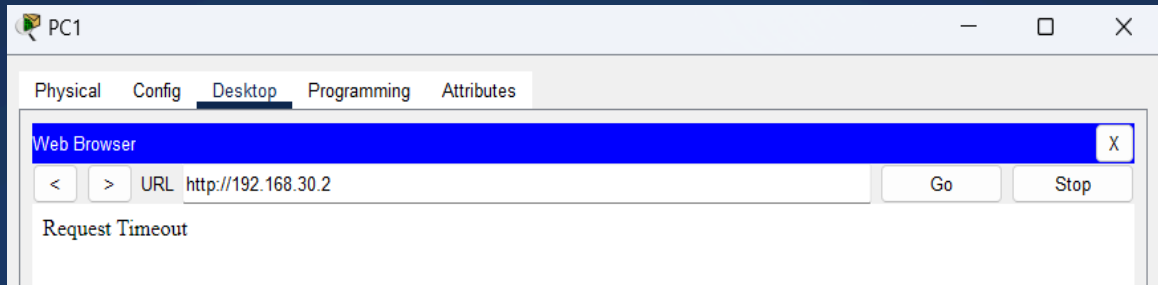 PC1
Physical Config Desktop Programming Attributes
Web Browser X
< > URL http://192.168.30.2 Go Stop
Request Timeout